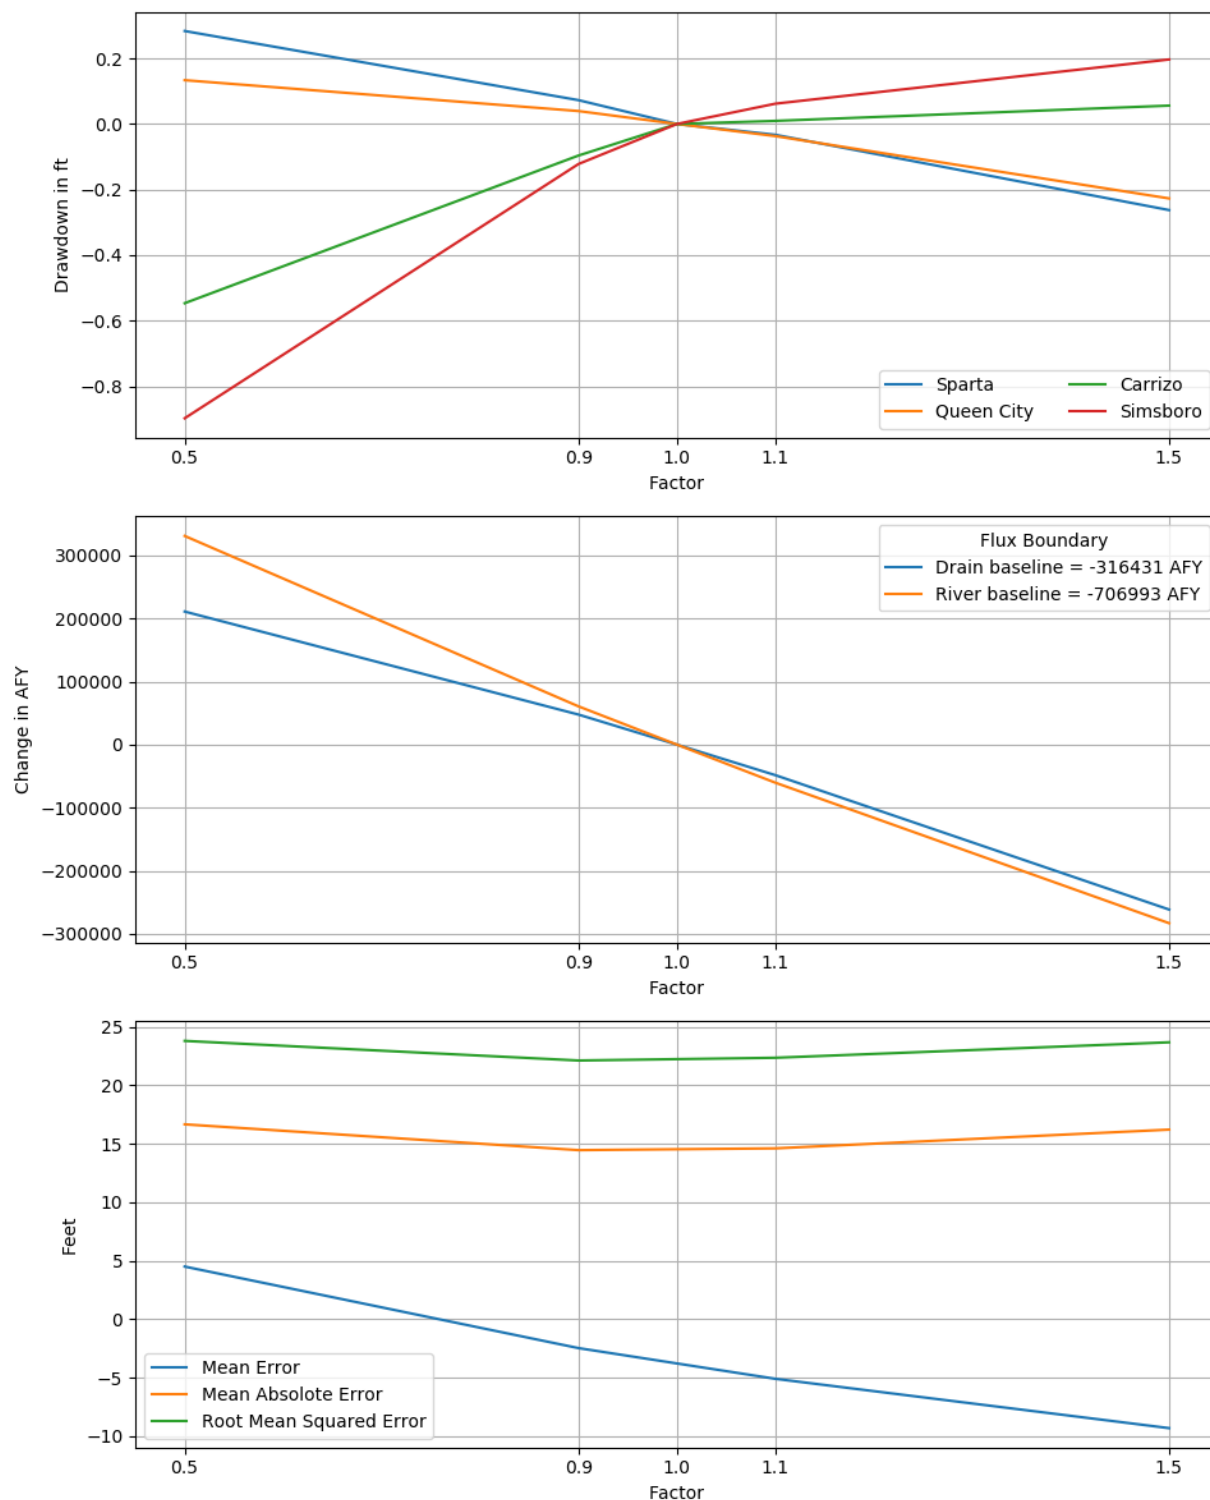 0.2
0.0
−0.2
−0.4
−0.6
−0.8
Drawdown in ft
Sparta
Queen City
Carrizo
Simsboro
0.5 0.9 1.0 1.1 1.5
Factor
300000
200000
100000
0
−100000
−200000
−300000
Change in AFY
Flux Boundary
Drain baseline = -316431 AFY
River baseline = -706993 AFY
0.5 0.9 1.0 1.1 1.5
Factor
25
20
15
10
5
0
−5
−10
Feet
Mean Error
Mean Absolote Error
Root Mean Squared Error
0.5 0.9 1.0 1.1 1.5
Factor